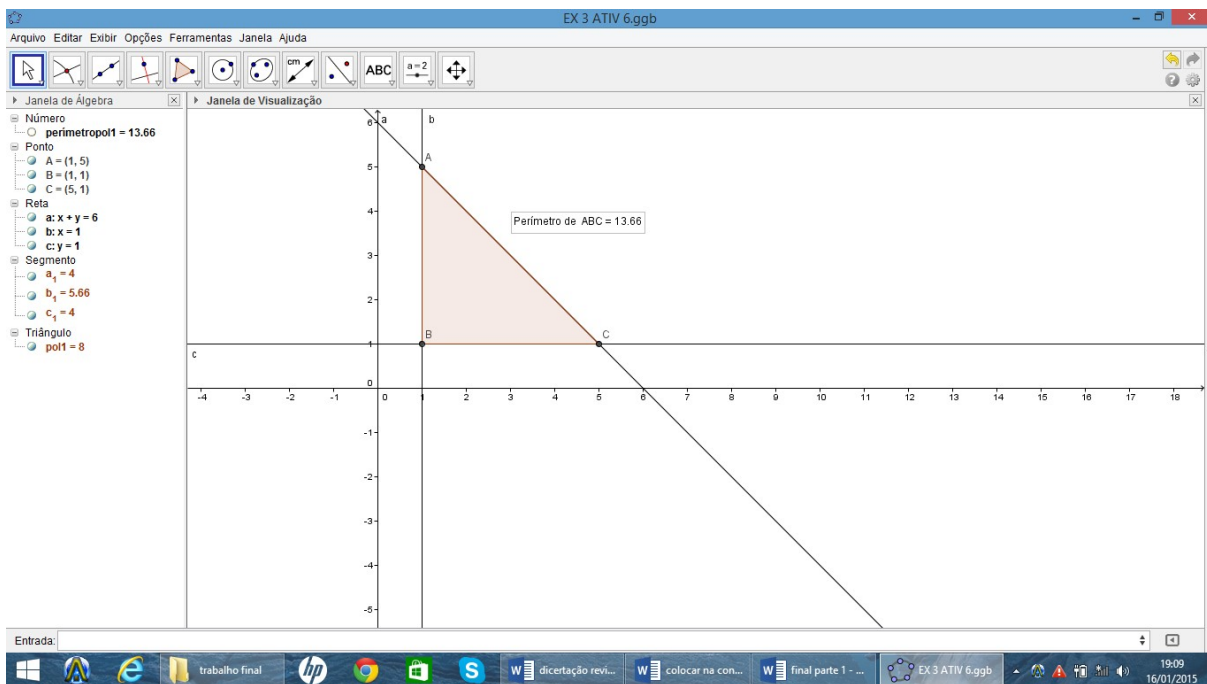 EX 3 ATIV 6.ggb
Arquivo Editar Exibir Opções Ferramentas Janela Ajuda
cm ABC a=2
Janela de Álgebra
Janela de Visualização
Número
perimetropol1 = 13.66
Ponto
A = (1, 5)
B = (1, 1)
C = (5, 1)
Reta
a: x + y = 6
b: x = 1
c: y = 1
Segmento
a₁ = 4
b₁ = 5.66
c₁ = 4
Triângulo
pol1 = 8
a b
A
Perímetro de ABC = 13.66
B C
c
6
5
4
3
2
1
0
-4 -3 -2 -1 0 1 2 3 4 5 6 7 8 9 10 11 12 13 14 15 16 17 18
-1
-2
-3
-4
-5
Entrada:
trabalho final hp S W dicertação revi... W colocar na con... W final parte 1 - ... EX 3 ATIV 6.ggb 19:09
16/01/2015